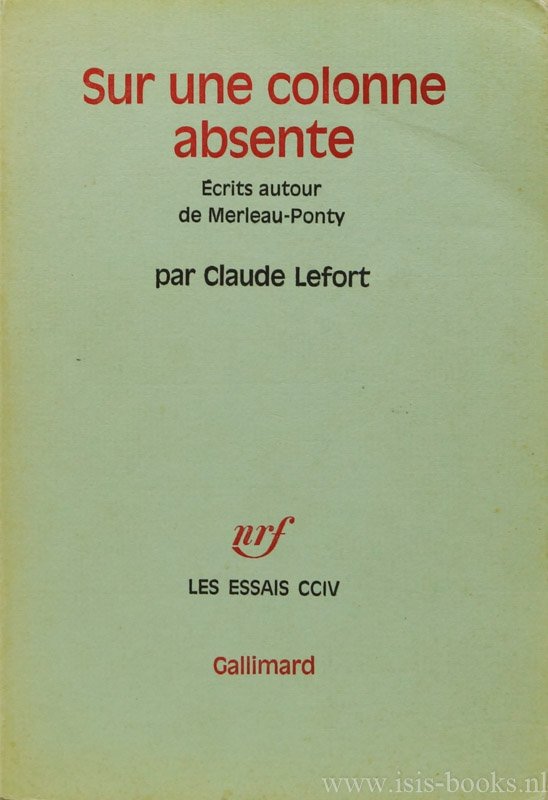 Sur une colonne
absente
Écrits autour
de Merleau-Ponty
par Claude Lefort
nrf
LES ESSAIS CCIV
Gallimard
www.isis-books.nl